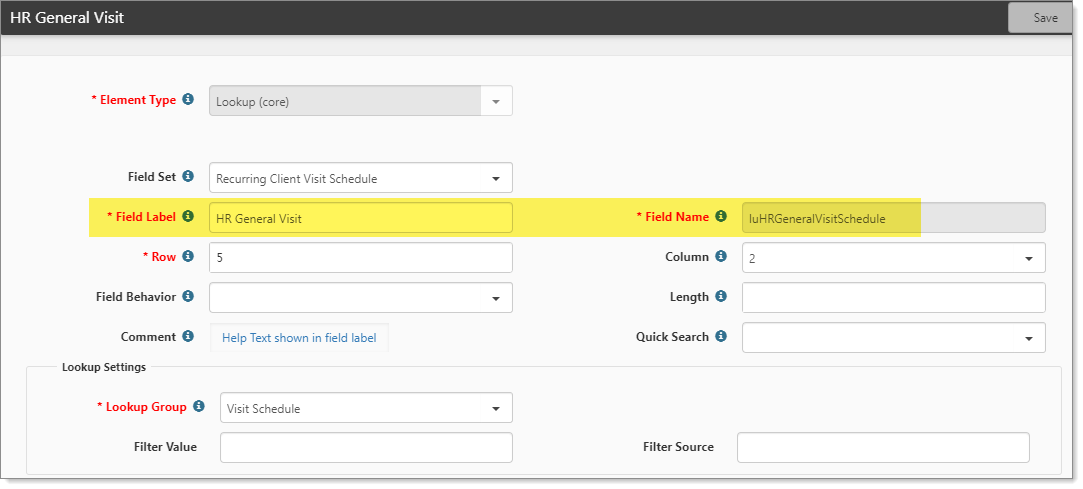 HR General Visit Save
* Element Type Lookup (core)
Field Set Recurring Client Visit Schedule
* Field Label HR General Visit * Field Name luHRGeneralVisitSchedule
* Row 5 Column 2
Field Behavior Length
Comment Help Text shown in field label Quick Search
Lookup Settings
* Lookup Group Visit Schedule
Filter Value Filter Source